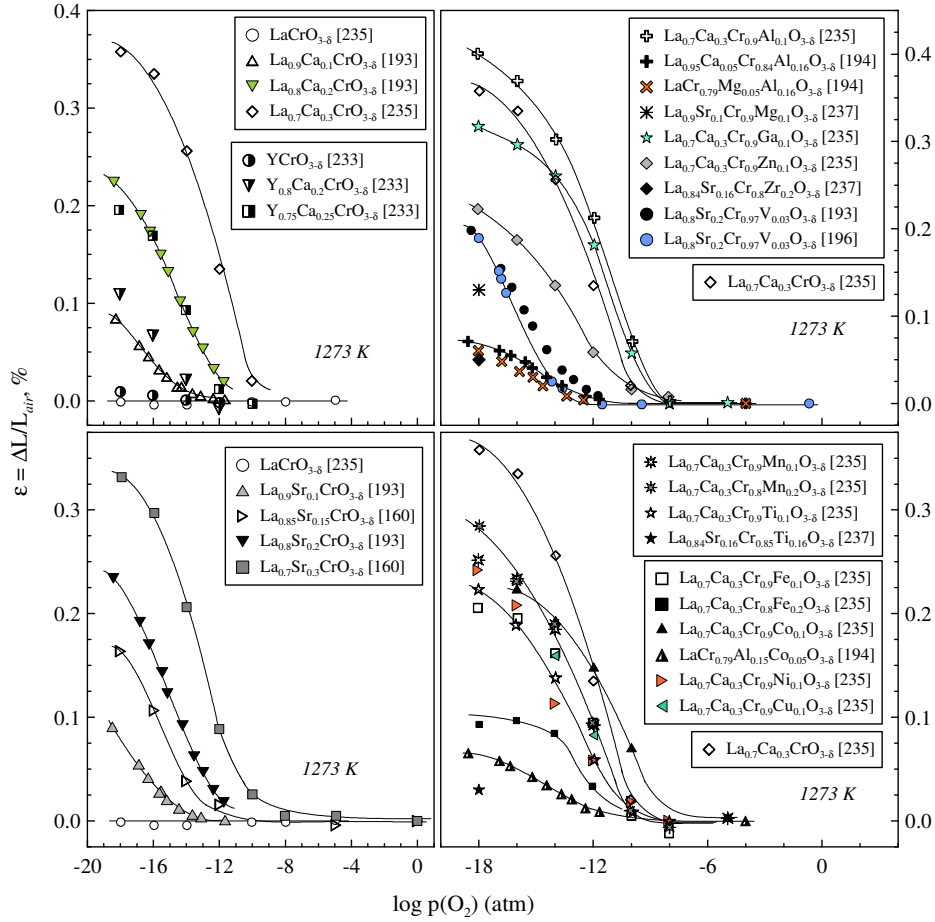 0.4
0.3
0.2
0.1
0.0
LaCrO3-δ [235]
La0.9Ca0.1CrO3-δ [193]
La0.8Ca0.2CrO3-δ [193]
La0.7Ca0.3CrO3-δ [235]
YCrO3-δ [233]
Y0.8Ca0.2CrO3-δ [233]
Y0.75Ca0.25CrO3-δ [233]
1273 K
-18 -12 -6 0
La0.7Ca0.3Cr0.9Al0.1O3-δ [235]
La0.95Ca0.05Cr0.84Al0.16O3-δ [194]
LaCr0.79Mg0.05Al0.16O3-δ [194]
La0.9Sr0.1Cr0.9Mg0.1O3-δ [237]
La0.7Ca0.3Cr0.9Ga0.1O3-δ [235]
La0.7Ca0.3Cr0.9Zn0.1O3-δ [235]
La0.84Sr0.16Cr0.8Zr0.2O3-δ [237]
La0.8Sr0.2Cr0.97V0.03O3-δ [193]
La0.8Sr0.2Cr0.97V0.03O3-δ [196]
La0.7Ca0.3CrO3-δ [235]
1273 K
0.4
0.3
0.2
0.1
0.0
ε = ΔL/Lair, %
0.3
0.2
0.1
0.0
LaCrO3-δ [235]
La0.9Sr0.1CrO3-δ [193]
La0.85Sr0.15CrO3-δ [160]
La0.8Sr0.2CrO3-δ [193]
La0.7Sr0.3CrO3-δ [160]
1273 K
-20 -16 -12 -8 -4 0
La0.7Ca0.3Cr0.9Mn0.1O3-δ [235]
La0.7Ca0.3Cr0.8Mn0.2O3-δ [235]
La0.7Ca0.3Cr0.9Ti0.1O3-δ [235]
La0.84Sr0.16Cr0.85Ti0.16O3-δ [237]
La0.7Ca0.3Cr0.9Fe0.1O3-δ [235]
La0.7Ca0.3Cr0.8Fe0.2O3-δ [235]
La0.7Ca0.3Cr0.9Co0.1O3-δ [235]
LaCr0.79Al0.15Co0.05O3-δ [194]
La0.7Ca0.3Cr0.9Ni0.1O3-δ [235]
La0.7Ca0.3Cr0.9Cu0.1O3-δ [235]
La0.7Ca0.3CrO3-δ [235]
1273 K
0.3
0.2
0.1
0.0
-18 -12 -6 0
log p(O2) (atm)